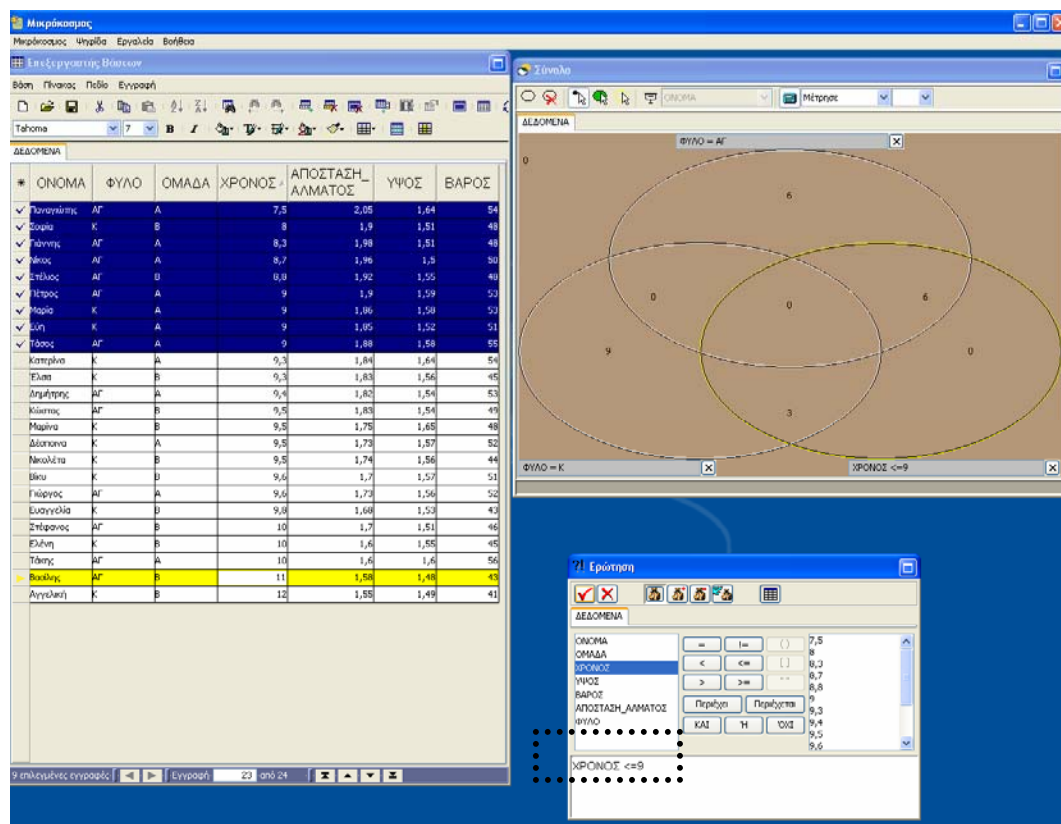 Μικρόκοσμος
Μικρόκοσμος Ψηφίδα Εργαλεία Βοήθεια
Επεξεργαστής Βάσεων
Βάση Πίνακας Πεδίο Εγγραφή
Tahoma 7 B I
ΔΕΔΟΜΕΝΑ
ΟΝΟΜΑ ΦΥΛΟ ΟΜΑΔΑ ΧΡΟΝΟΣ ΑΠΟΣΤΑΣΗ_ΑΛΜΑΤΟΣ ΥΨΟΣ ΒΑΡΟΣ
Παναγιώτης ΑΓ Α 7,5 2,05 1,64 54
Σοφία Κ Β 8 1,9 1,51 48
Γιάννης ΑΓ Α 8,3 1,98 1,51 48
Νίκος ΑΓ Α 8,7 1,96 1,5 50
Στέλιος ΑΓ Β 8,8 1,92 1,55 48
Πέτρος ΑΓ Α 9 1,9 1,59 53
Μαρία Κ Α 9 1,86 1,58 53
Εύη Κ Α 9 1,85 1,52 51
Τάσος ΑΓ Α 9 1,88 1,58 55
Κατερίνα Κ Α 9,3 1,84 1,64 54
Έλσα Κ Β 9,3 1,83 1,56 45
Δημήτρης ΑΓ Α 9,4 1,82 1,54 53
Κώστας ΑΓ Β 9,5 1,83 1,54 49
Μαρίνα Κ Β 9,5 1,75 1,65 48
Δέσποινα Κ Α 9,5 1,73 1,57 52
Νικολέτα Κ Β 9,5 1,74 1,56 44
Βίκυ Κ Β 9,6 1,7 1,57 51
Γιώργος ΑΓ Α 9,6 1,73 1,56 52
Ευαγγελία Κ Β 9,8 1,68 1,53 43
Στέφανος ΑΓ Β 10 1,7 1,51 46
Ελένη Κ Β 10 1,6 1,55 45
Τάκης ΑΓ Α 10 1,6 1,6 56
Βασίλης ΑΓ Β 11 1,58 1,48 43
Αγγελική Κ Β 12 1,55 1,49 41
9 επιλεγμένες εγγραφές Εγγραφή 23 από 24
Σύνολα
ΟΝΟΜΑ Μέτρησε
ΔΕΔΟΜΕΝΑ
ΦΥΛΟ = ΑΓ
0
6
0 0 6
9 0
3
ΦΥΛΟ = Κ ΧΡΟΝΟΣ <=9
?! Ερώτηση
ΔΕΔΟΜΕΝΑ
ΟΝΟΜΑ = != () 7,5
ΟΜΑΔΑ 8
ΧΡΟΝΟΣ < <= [] 8,3
ΥΨΟΣ > >= "" 8,7
ΒΑΡΟΣ 8,8
ΑΠΟΣΤΑΣΗ_ΑΛΜΑΤΟΣ Περιέχει Περιέχεται 9
9,3
ΦΥΛΟ ΚΑΙ Ή ΌΧΙ 9,4
9,5
9,6
ΧΡΟΝΟΣ <=9